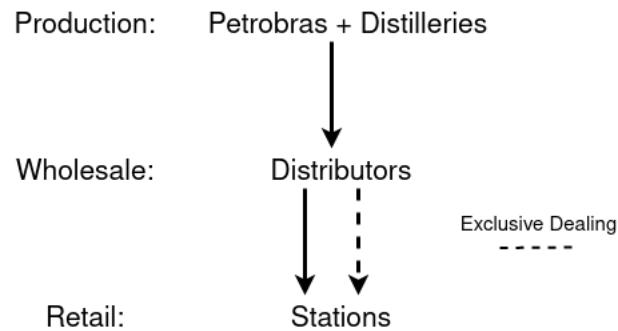 Production: Petrobras + Distilleries
Wholesale: Distributors
Exclusive Dealing
Retail: Stations